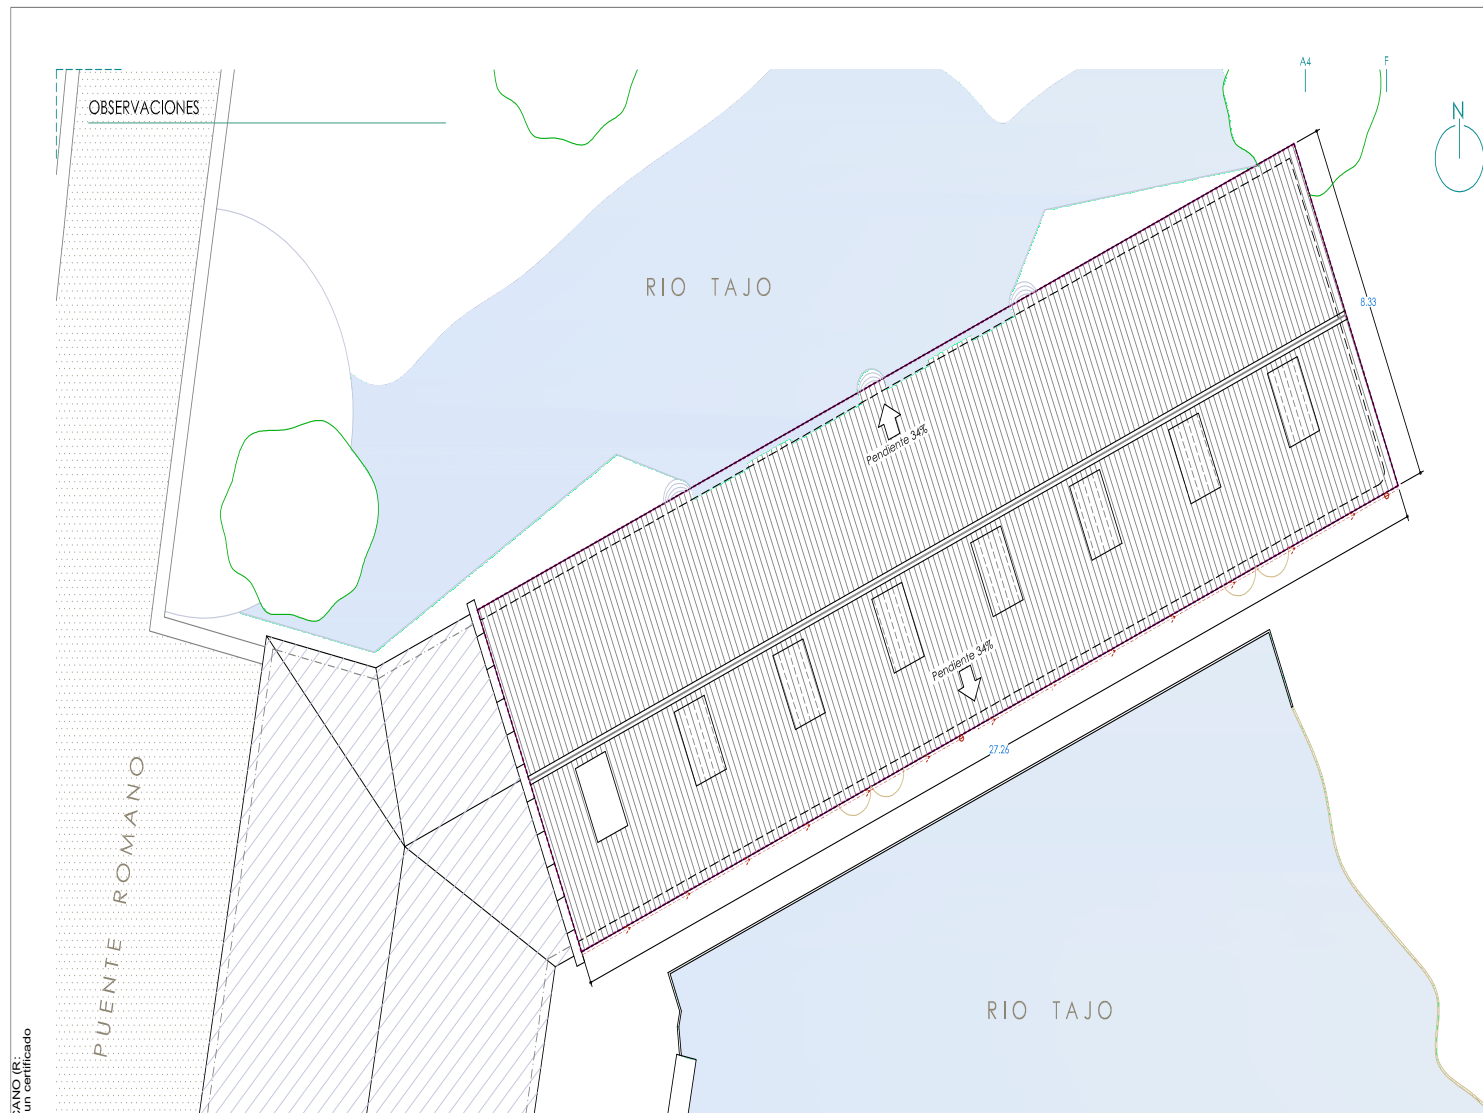 A4 F
OBSERVACIONES
N
RIO TAJO
8.33
Pendiente 34%
Pendiente 34%
27.26
PUENTE ROMANO
RIO TAJO
CANO (R:
un certificado